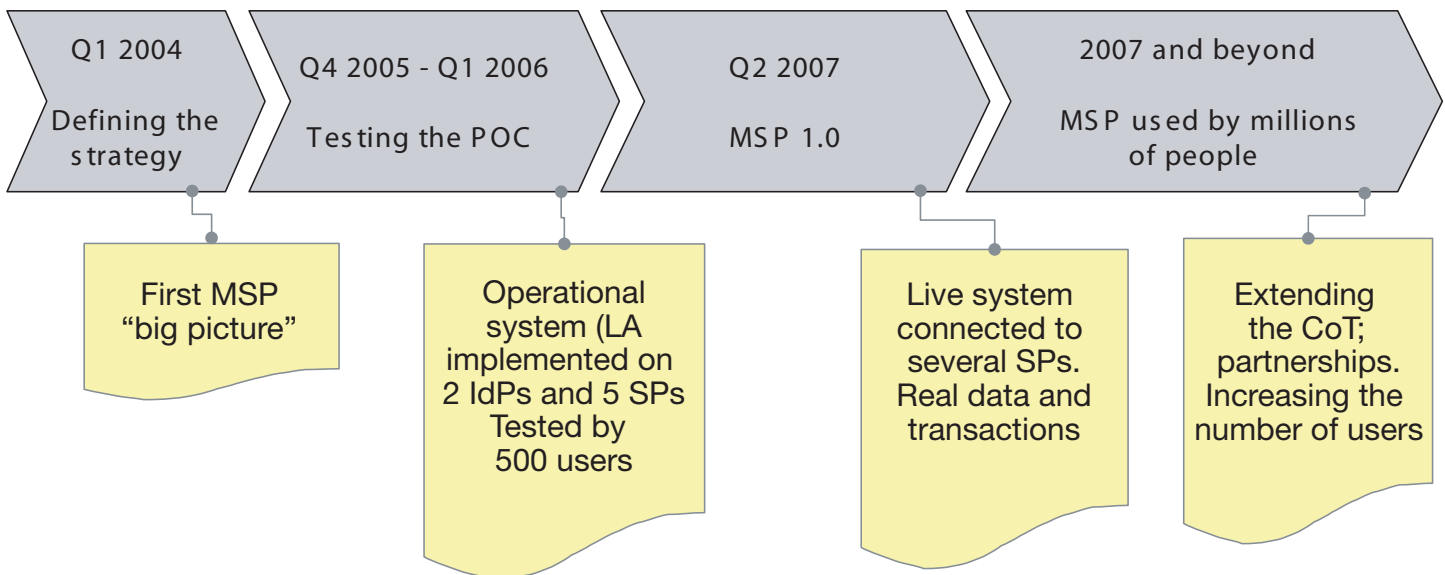 Q1 2004
Defining the
strategy
Q4 2005 - Q1 2006
Testing the POC
Q2 2007
MSP 1.0
2007 and beyond
MSP used by millions
of people
First MSP
“big picture”
Operational
system (LA
implemented on
2 IdPs and 5 SPs
Tested by
500 users
Live system
connected to
several SPs.
Real data and
transactions
Extending
the CoT;
partnerships.
Increasing the
number of users